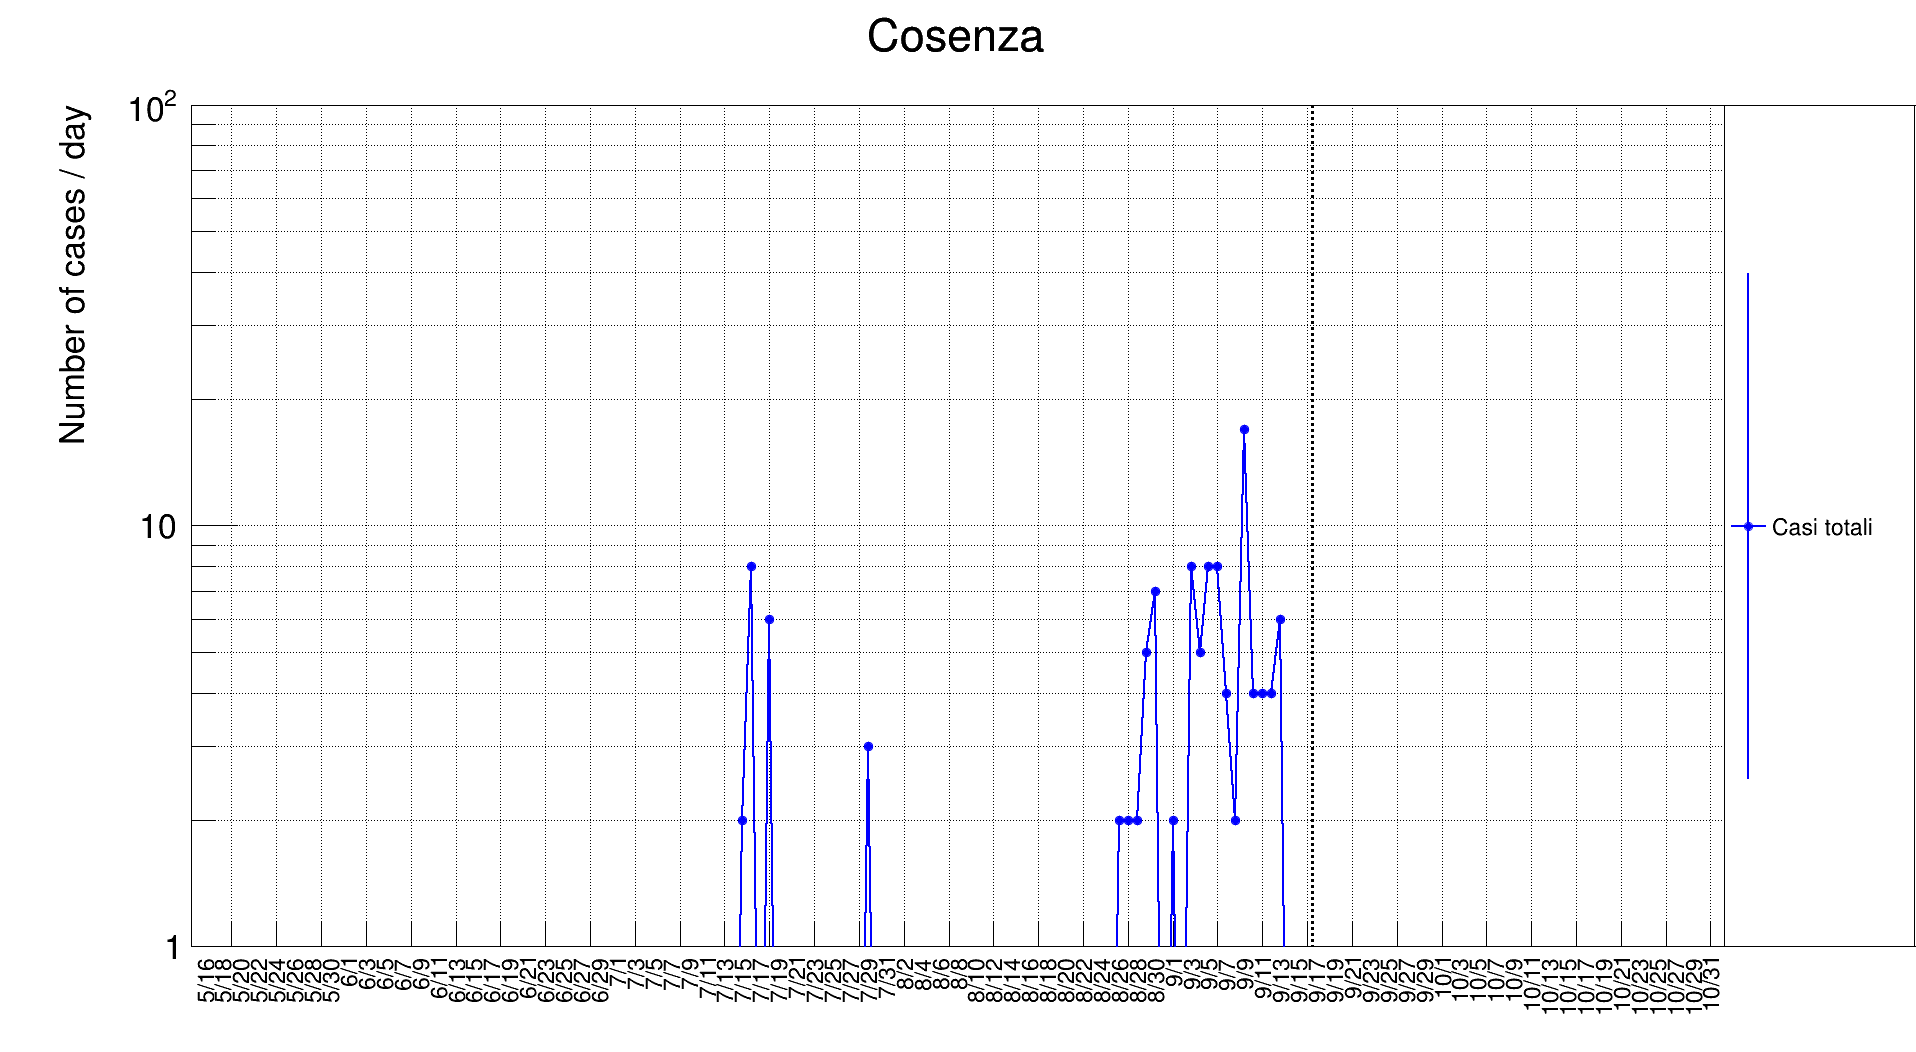 Cosenza
Number of cases / day
10²
10
1
Casi totali
5/16 5/18 5/20 5/22 5/24 5/26 5/28 5/30 6/1 6/3 6/5 6/7 6/9 6/11 6/13 6/15 6/17 6/19 6/21 6/23 6/25 6/27 6/29 7/1 7/3 7/5 7/7 7/9 7/11 7/13 7/15 7/17 7/19 7/21 7/23 7/25 7/27 7/29 7/31 8/2 8/4 8/6 8/8 8/10 8/12 8/14 8/16 8/18 8/20 8/22 8/24 8/26 8/28 8/30 9/1 9/3 9/5 9/7 9/9 9/11 9/13 9/15 9/17 9/19 9/21 9/23 9/25 9/27 9/29 10/1 10/3 10/5 10/7 10/9 10/11 10/13 10/15 10/17 10/19 10/21 10/23 10/25 10/27 10/29 10/31